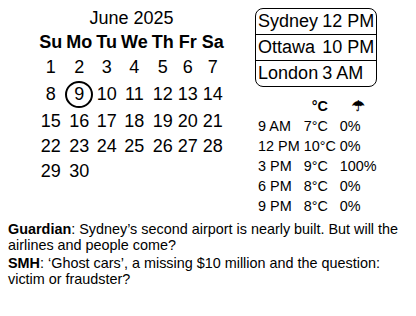 June 2025
Su Mo Tu We Th Fr Sa
1 2 3 4 5 6 7
8 9 10 11 12 13 14
15 16 17 18 19 20 21
22 23 24 25 26 27 28
29 30
Sydney 12 PM
Ottawa 10 PM
London 3 AM
°C ☂
9 AM 7°C 0%
12 PM 10°C 0%
3 PM 9°C 100%
6 PM 8°C 0%
9 PM 8°C 0%
Guardian: Sydney’s second airport is nearly built. But will the
airlines and people come?
SMH: ‘Ghost cars’, a missing $10 million and the question:
victim or fraudster?